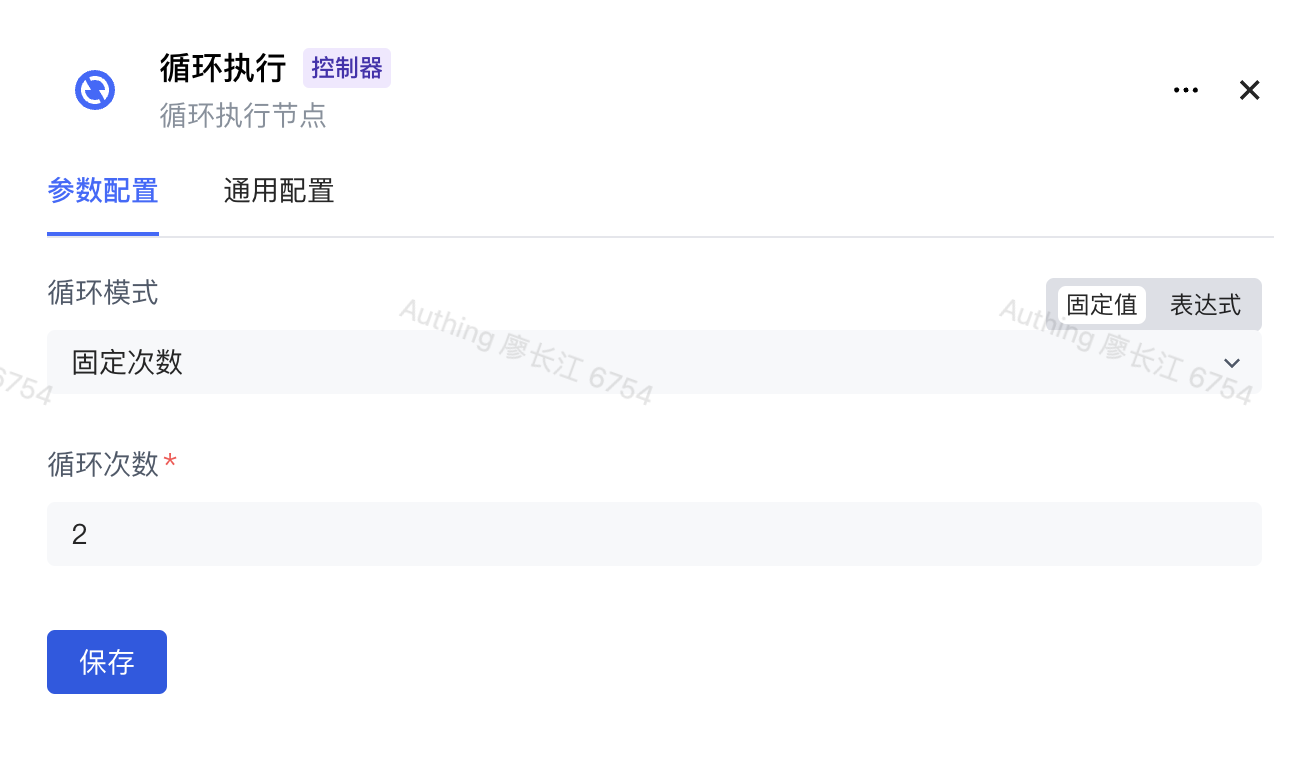 循环执行 控制器
循环执行节点
参数配置 通用配置
循环模式 固定值 表达式
固定次数
Authing 廖长江 6754
Authing 廖长江 6754
6754
循环次数*
2
保存